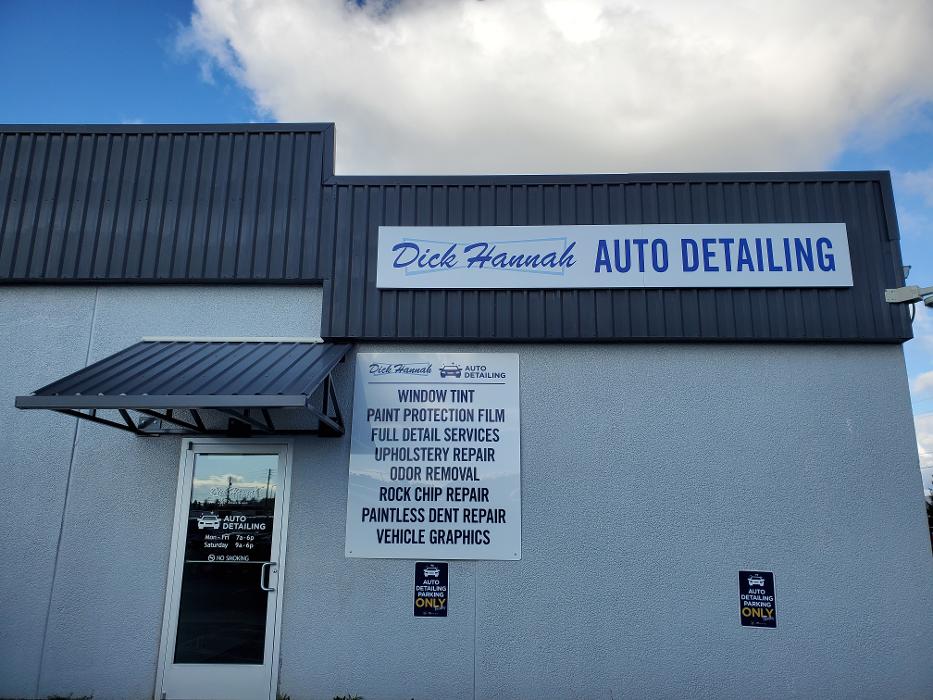 Dick Hannah AUTO DETAILING
Dick Hannah AUTO
DETAILING
WINDOW TINT
PAINT PROTECTION FILM
FULL DETAIL SERVICES
UPHOLSTERY REPAIR
ODOR REMOVAL
ROCK CHIP REPAIR
PAINTLESS DENT REPAIR
VEHICLE GRAPHICS
AUTO
DETAILING
Mon - Fri 7a - 6p
Saturday 9a - 6p
NO SMOKING
AUTO
DETAILING
PARKING
ONLY
AUTO
DETAILING
PARKING
ONLY